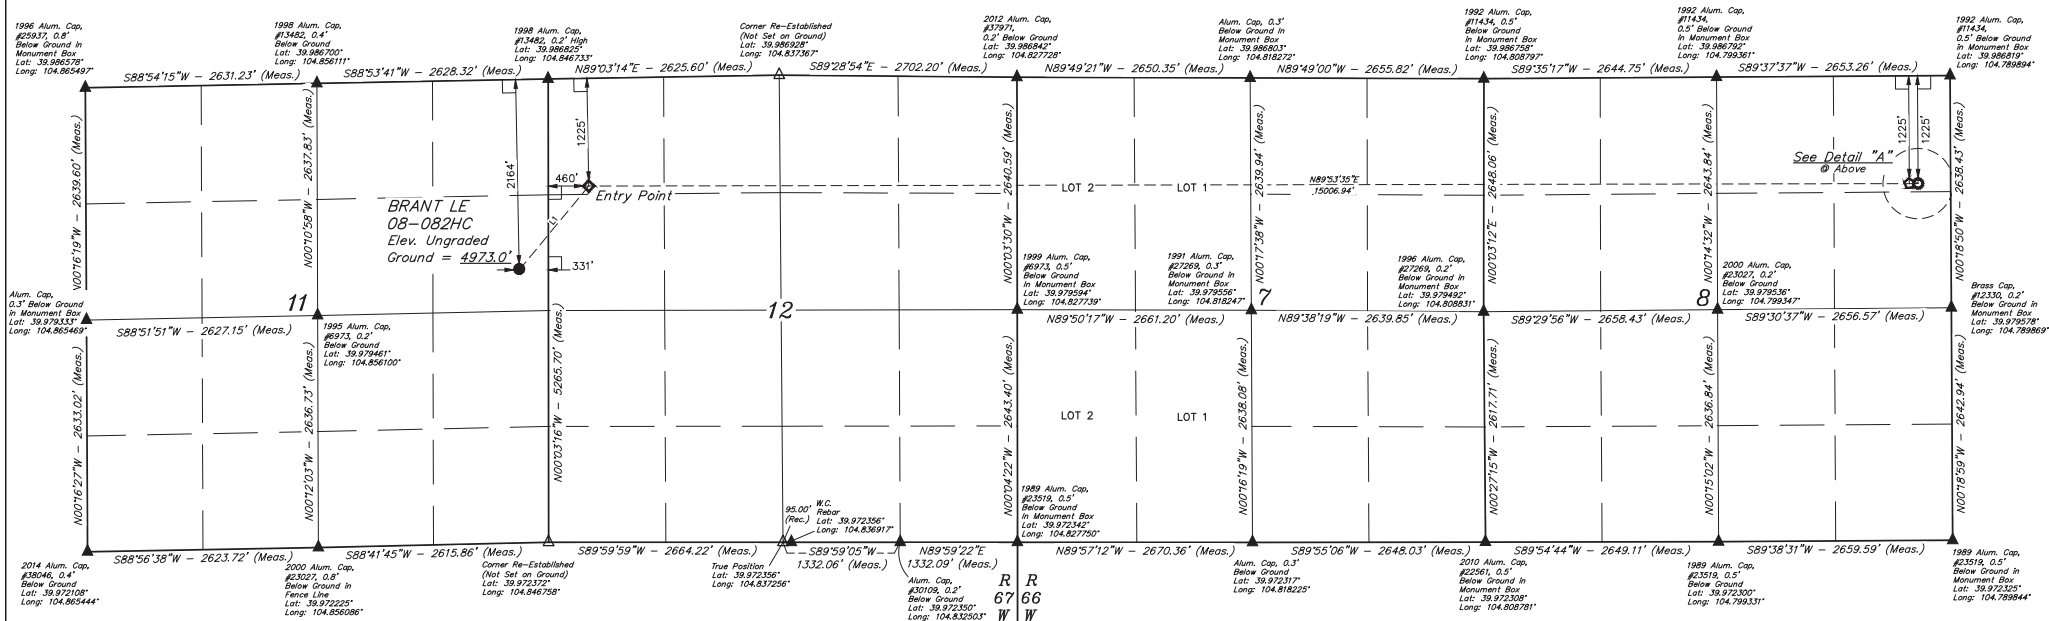 1996 Alum. Cap,
#25937, 0.8'
Below Ground in
Monument Box
Lat: 39.986578°
Long: 104.865497°
1998 Alum. Cap,
#13482, 0.4'
Below Ground
Lat: 39.986700°
Long: 104.856111°
1998 Alum. Cap,
#13482, 0.2' High
Lat: 39.986825°
Long: 104.846733°
Corner Re-Established
(Not Set on Ground)
Lat: 39.986928°
Long: 104.837367°
2012 Alum. Cap,
#37971,
0.2' Below Ground
Lat: 39.986842°
Long: 104.827728°
Alum. Cap, 0.3'
Below Ground in
Monument Box
Lat: 39.986803°
Long: 104.818272°
1992 Alum. Cap,
#11434, 0.5'
Below Ground
in Monument Box
Lat: 39.986758°
Long: 104.808797°
1992 Alum. Cap,
#11434,
0.5' Below Ground
in Monument Box
Lat: 39.986792°
Long: 104.799361°
1992 Alum. Cap,
#11434,
0.5' Below Ground
in Monument Box
Lat: 39.986819°
Long: 104.789894°
S88°54'15"W - 2631.23' (Meas.)
S88°53'41"W - 2628.32' (Meas.)
N89°03'14"E - 2625.60' (Meas.)
S89°28'54"E - 2702.20' (Meas.)
N89°49'21"W - 2650.35' (Meas.)
N89°49'00"W - 2655.82' (Meas.)
S89°35'17"W - 2644.75' (Meas.)
S89°37'37"W - 2653.26' (Meas.)
N00°16'19"W - 2639.60' (Meas.)
N00°10'58"W - 2637.83' (Meas.)
2164'
1225'
460'
Entry Point
L1
331'
BRANT LE
08-082HC
Elev. Ungraded
Ground = 4973.0'
N00°03'30"W - 2640.59' (Meas.)
LOT 2
LOT 1
N00°17'38"W - 2639.94' (Meas.)
N89°53'35"E
15006.94'
N00°03'12"E - 2648.06' (Meas.)
N00°14'32"W - 2643.84' (Meas.)
See Detail "A"
@ Above
1225'
1225'
N00°18'50"W - 2638.43' (Meas.)
Alum. Cap,
0.3' Below Ground
in Monument Box
Lat: 39.979333°
Long: 104.865469°
11
1995 Alum. Cap,
#6973, 0.2'
Below Ground
Lat: 39.979461°
Long: 104.856100°
12
1999 Alum. Cap,
#6973, 0.5'
Below Ground
in Monument Box
Lat: 39.979594°
Long: 104.827739°
1991 Alum. Cap,
#27269, 0.3'
Below Ground in
Monument Box
Lat: 39.979556°
Long: 104.818247°
7
1996 Alum. Cap,
#27269, 0.2'
Below Ground in
Monument Box
Lat: 39.979492°
Long: 104.808831°
8
2000 Alum. Cap,
#23027, 0.2'
Below Ground
Lat: 39.979536°
Long: 104.799347°
Brass Cap,
#12330, 0.2'
Below Ground in
Monument Box
Lat: 39.979578°
Long: 104.789869°
S88°51'51"W - 2627.15' (Meas.)
N89°50'17"W - 2661.20' (Meas.)
N89°38'19"W - 2639.85' (Meas.)
S89°29'56"W - 2658.43' (Meas.)
S89°30'37"W - 2656.57' (Meas.)
N00°16'27"W - 2633.02' (Meas.)
N00°12'03"W - 2636.73' (Meas.)
N00°03'16"W - 5265.70' (Meas.)
N00°04'22"W - 2643.40' (Meas.)
LOT 2
LOT 1
N00°16'19"W - 2638.08' (Meas.)
N00°27'15"W - 2617.71' (Meas.)
N00°15'02"W - 2636.84' (Meas.)
N00°18'59"W - 2642.94' (Meas.)
95.00'
(Rec.)
W.C.
Rebar
Lat: 39.972356°
Long: 104.836917°
1989 Alum. Cap,
#23519, 0.5'
Below Ground
in Monument Box
Lat: 39.972342°
Long: 104.827750°
S88°56'38"W - 2623.72' (Meas.)
S88°41'45"W - 2615.86' (Meas.)
S89°59'59"W - 2664.22' (Meas.)
S89°59'05"W
1332.06' (Meas.)
N89°59'22"E
1332.09' (Meas.)
N89°57'12"W - 2670.36' (Meas.)
S89°55'06"W - 2648.03' (Meas.)
S89°54'44"W - 2649.11' (Meas.)
S89°38'31"W - 2659.59' (Meas.)
2014 Alum. Cap,
#38046, 0.4'
Below Ground
Lat: 39.972108°
Long: 104.865444°
2000 Alum. Cap,
#23027, 0.8'
Below Ground in
Fence Line
Lat: 39.972225°
Long: 104.856086°
Corner Re-Established
(Not Set on Ground)
Lat: 39.972372°
Long: 104.846758°
True Position
Lat: 39.972356°
Long: 104.837256°
Alum. Cap,
#30109, 0.2'
Below Ground
Lat: 39.972350°
Long: 104.832503°
R R
67 66
W W
Alum. Cap, 0.3'
Below Ground
Lat: 39.972317°
Long: 104.818225°
2010 Alum. Cap,
#22561, 0.5'
Below Ground in
Monument Box
Lat: 39.972308°
Long: 104.808781°
1989 Alum. Cap,
#23519, 0.5'
Below Ground
Lat: 39.972300°
Long: 104.799331°
1989 Alum. Cap,
#23519, 0.5'
Below Ground in
Monument Box
Lat: 39.972325°
Long: 104.789844°